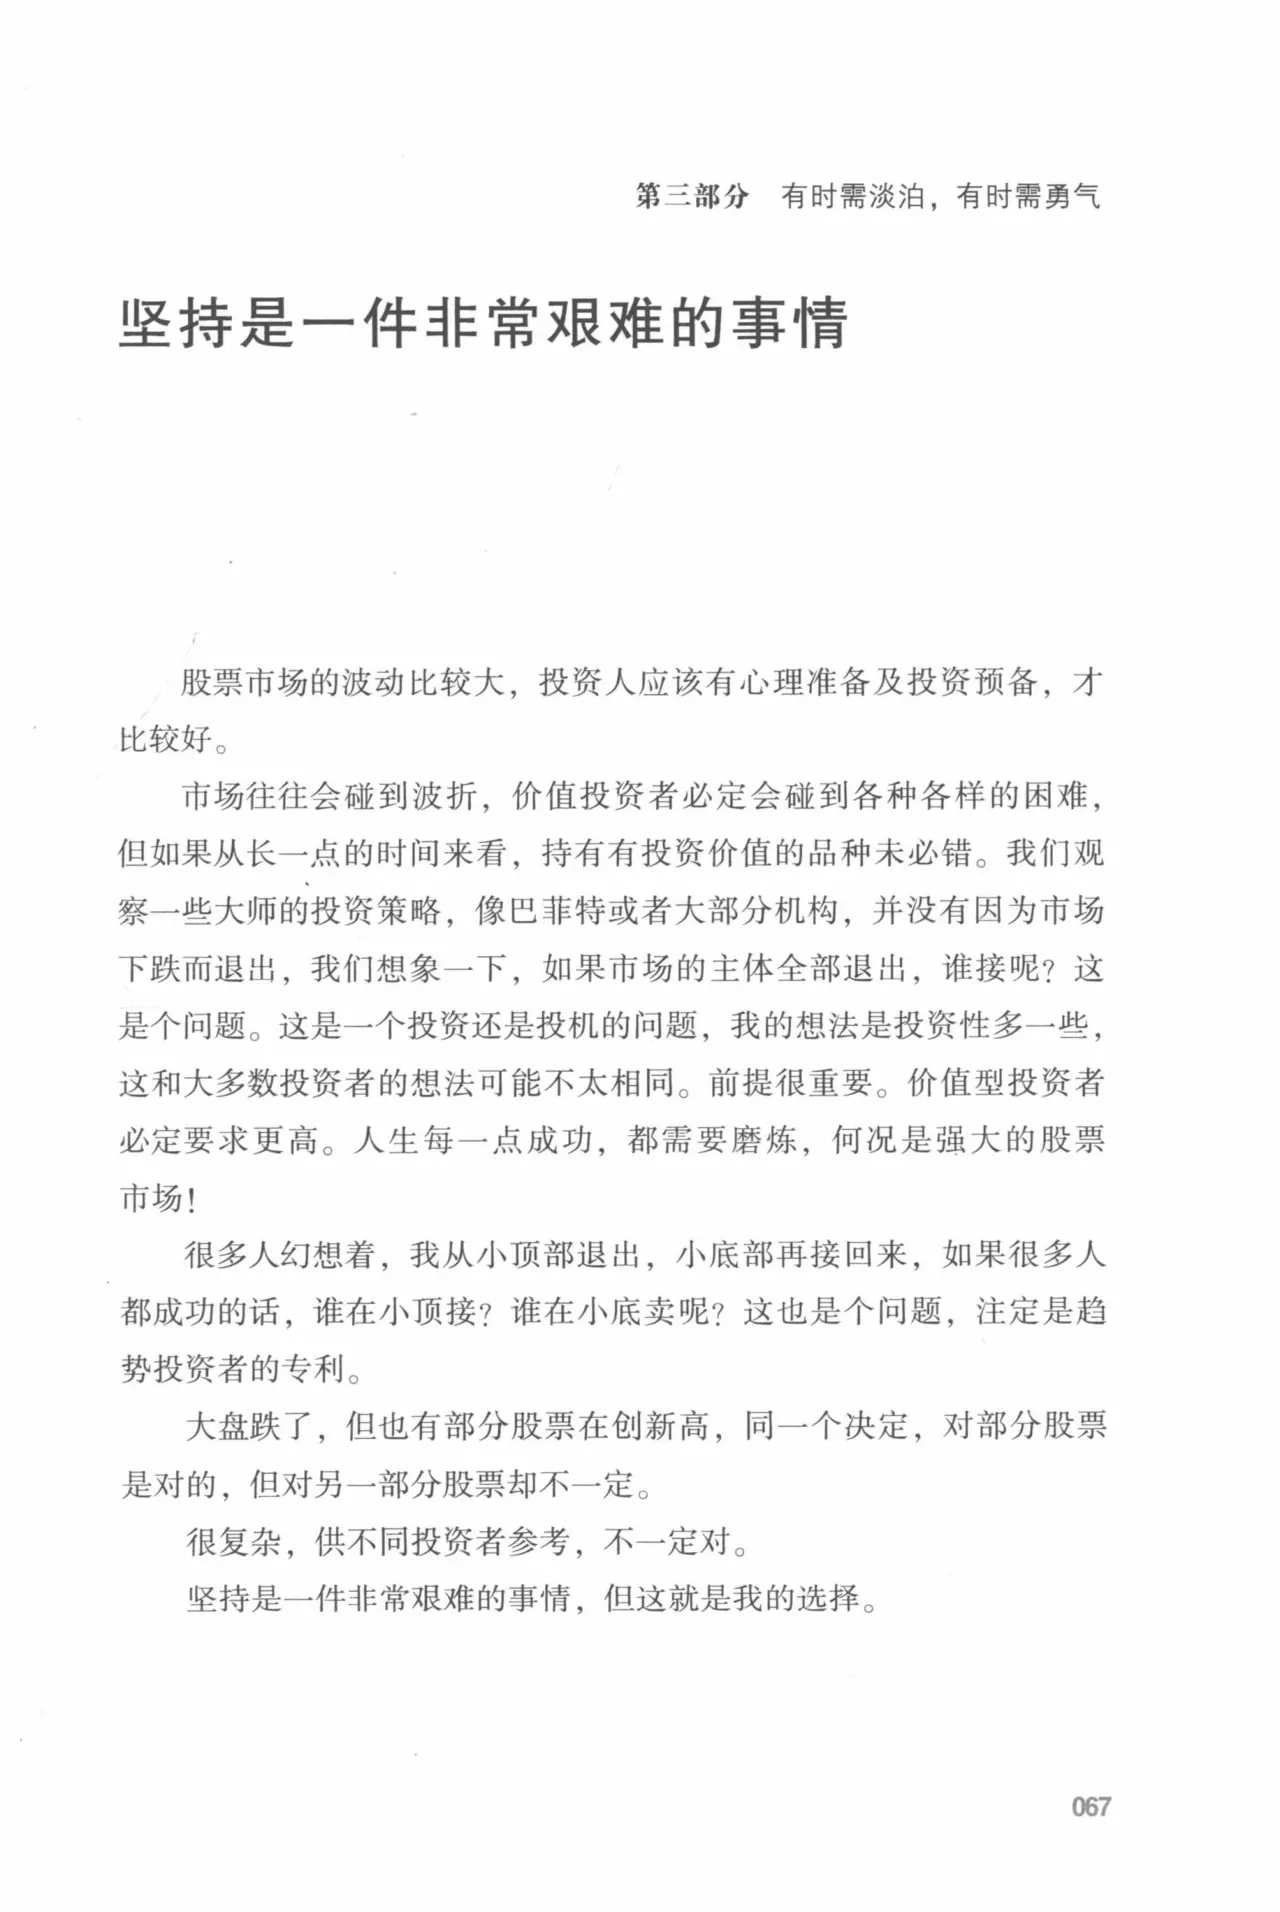 第三部分 有时需淡泊，有时需勇气
坚持是一件非常艰难的事情
股票市场的波动比较大，投资人应该有心理准备及投资预备，才
比较好。
市场往往会碰到波折，价值投资者必定会碰到各种各样的困难，
但如果从长一点的时间来看，持有有投资价值的品种未必错。我们观
察一些大师的投资策略，像巴菲特或者大部分机构，并没有因为市场
下跌而退出，我们想象一下，如果市场的主体全部退出，谁接呢？这
是个问题。这是一个投资还是投机的问题，我的想法是投资性多一些，
这和大多数投资者的想法可能不太相同。前提很重要。价值型投资者
必定要求更高。人生每一点成功，都需要磨炼，何况是强大的股票
市场！
很多人幻想着，我从小顶部退出，小底部再接回来，如果很多人
都成功的话，谁在小顶接？谁在小底卖呢？这也是个问题，注定是趋
势投资者的专利。
大盘跌了，但也有部分股票在创新高，同一个决定，对部分股票
是对的，但对另一部分股票却不一定。
很复杂，供不同投资者参考，不一定对。
坚持是一件非常艰难的事情，但这就是我的选择。
067